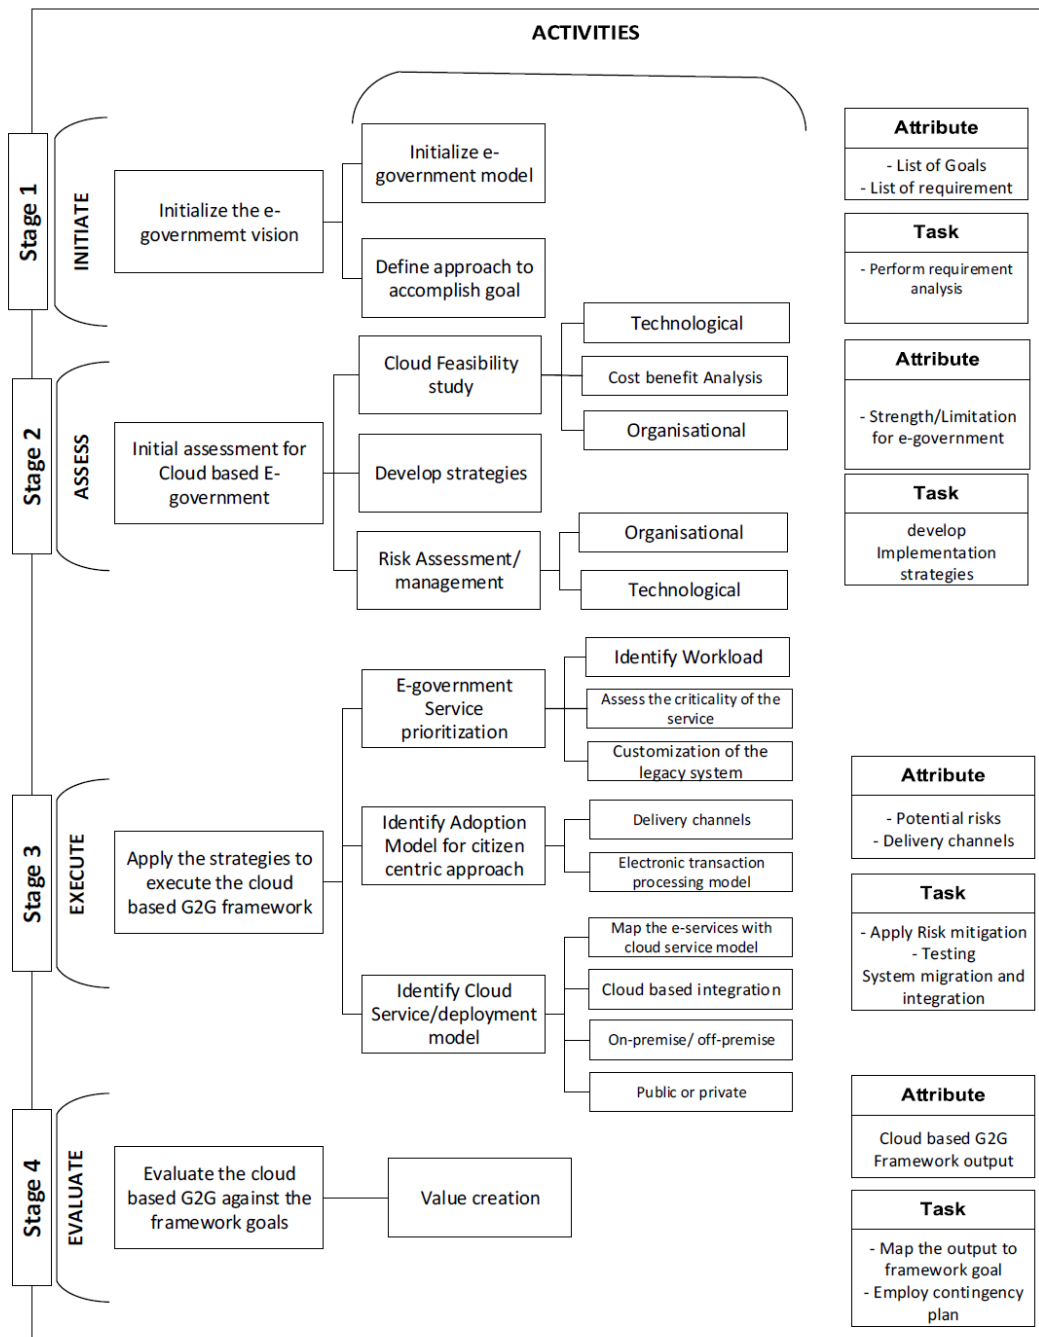 ACTIVITIES
Stage 1
INITIATE
Initialize the e-
governmemt vision
Initialize e-
government model
Define approach to
accomplish goal
Attribute
- List of Goals
- List of requirement
Task
- Perform requirement
analysis
Stage 2
ASSESS
Initial assessment for
Cloud based E-
government
Cloud Feasibility
study
Technological
Cost benefit Analysis
Organisational
Develop strategies
Risk Assessment/
management
Organisational
Technological
Attribute
- Strength/Limitation
for e-government
Task
develop
Implementation
strategies
Stage 3
EXECUTE
Apply the strategies to
execute the cloud
based G2G framework
E-government
Service
prioritization
Identify Workload
Assess the criticality of the
service
Customization of the
legacy system
Identify Adoption
Model for citizen
centric approach
Delivery channels
Electronic transaction
processing model
Identify Cloud
Service/deployment
model
Map the e-services with
cloud service model
Cloud based integration
On-premise/ off-premise
Public or private
Attribute
- Potential risks
- Delivery channels
Task
- Apply Risk mitigation
- Testing
System migration and
integration
Stage 4
EVALUATE
Evaluate the cloud
based G2G against the
framework goals
Value creation
Attribute
Cloud based G2G
Framework output
Task
- Map the output to
framework goal
- Employ contingency
plan